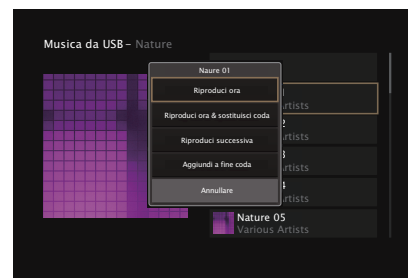 Musica da USB – Nature
Naure 01
Riproduci ora
Riproduci ora & sostituisci coda
Riproduci successiva
Aggiundi a fine coda
Annullare
Nature 05
Various Artists